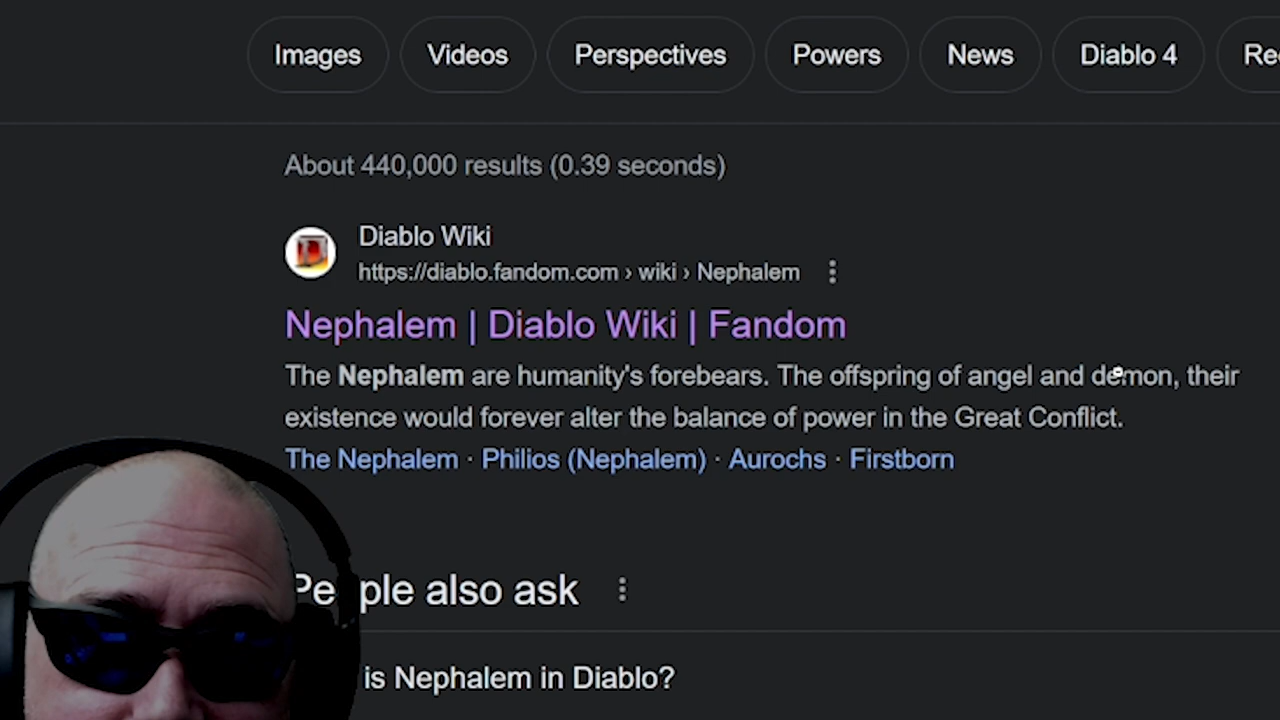 Images Videos Perspectives Powers News Diablo 4
About 440,000 results (0.39 seconds)
Diablo Wiki
https://diablo.fandom.com › wiki › Nephalem
Nephalem | Diablo Wiki | Fandom
The Nephalem are humanity's forebears. The offspring of angel and demon, their
existence would forever alter the balance of power in the Great Conflict.
The Nephalem · Philios (Nephalem) · Aurochs · Firstborn
People also ask
is Nephalem in Diablo?